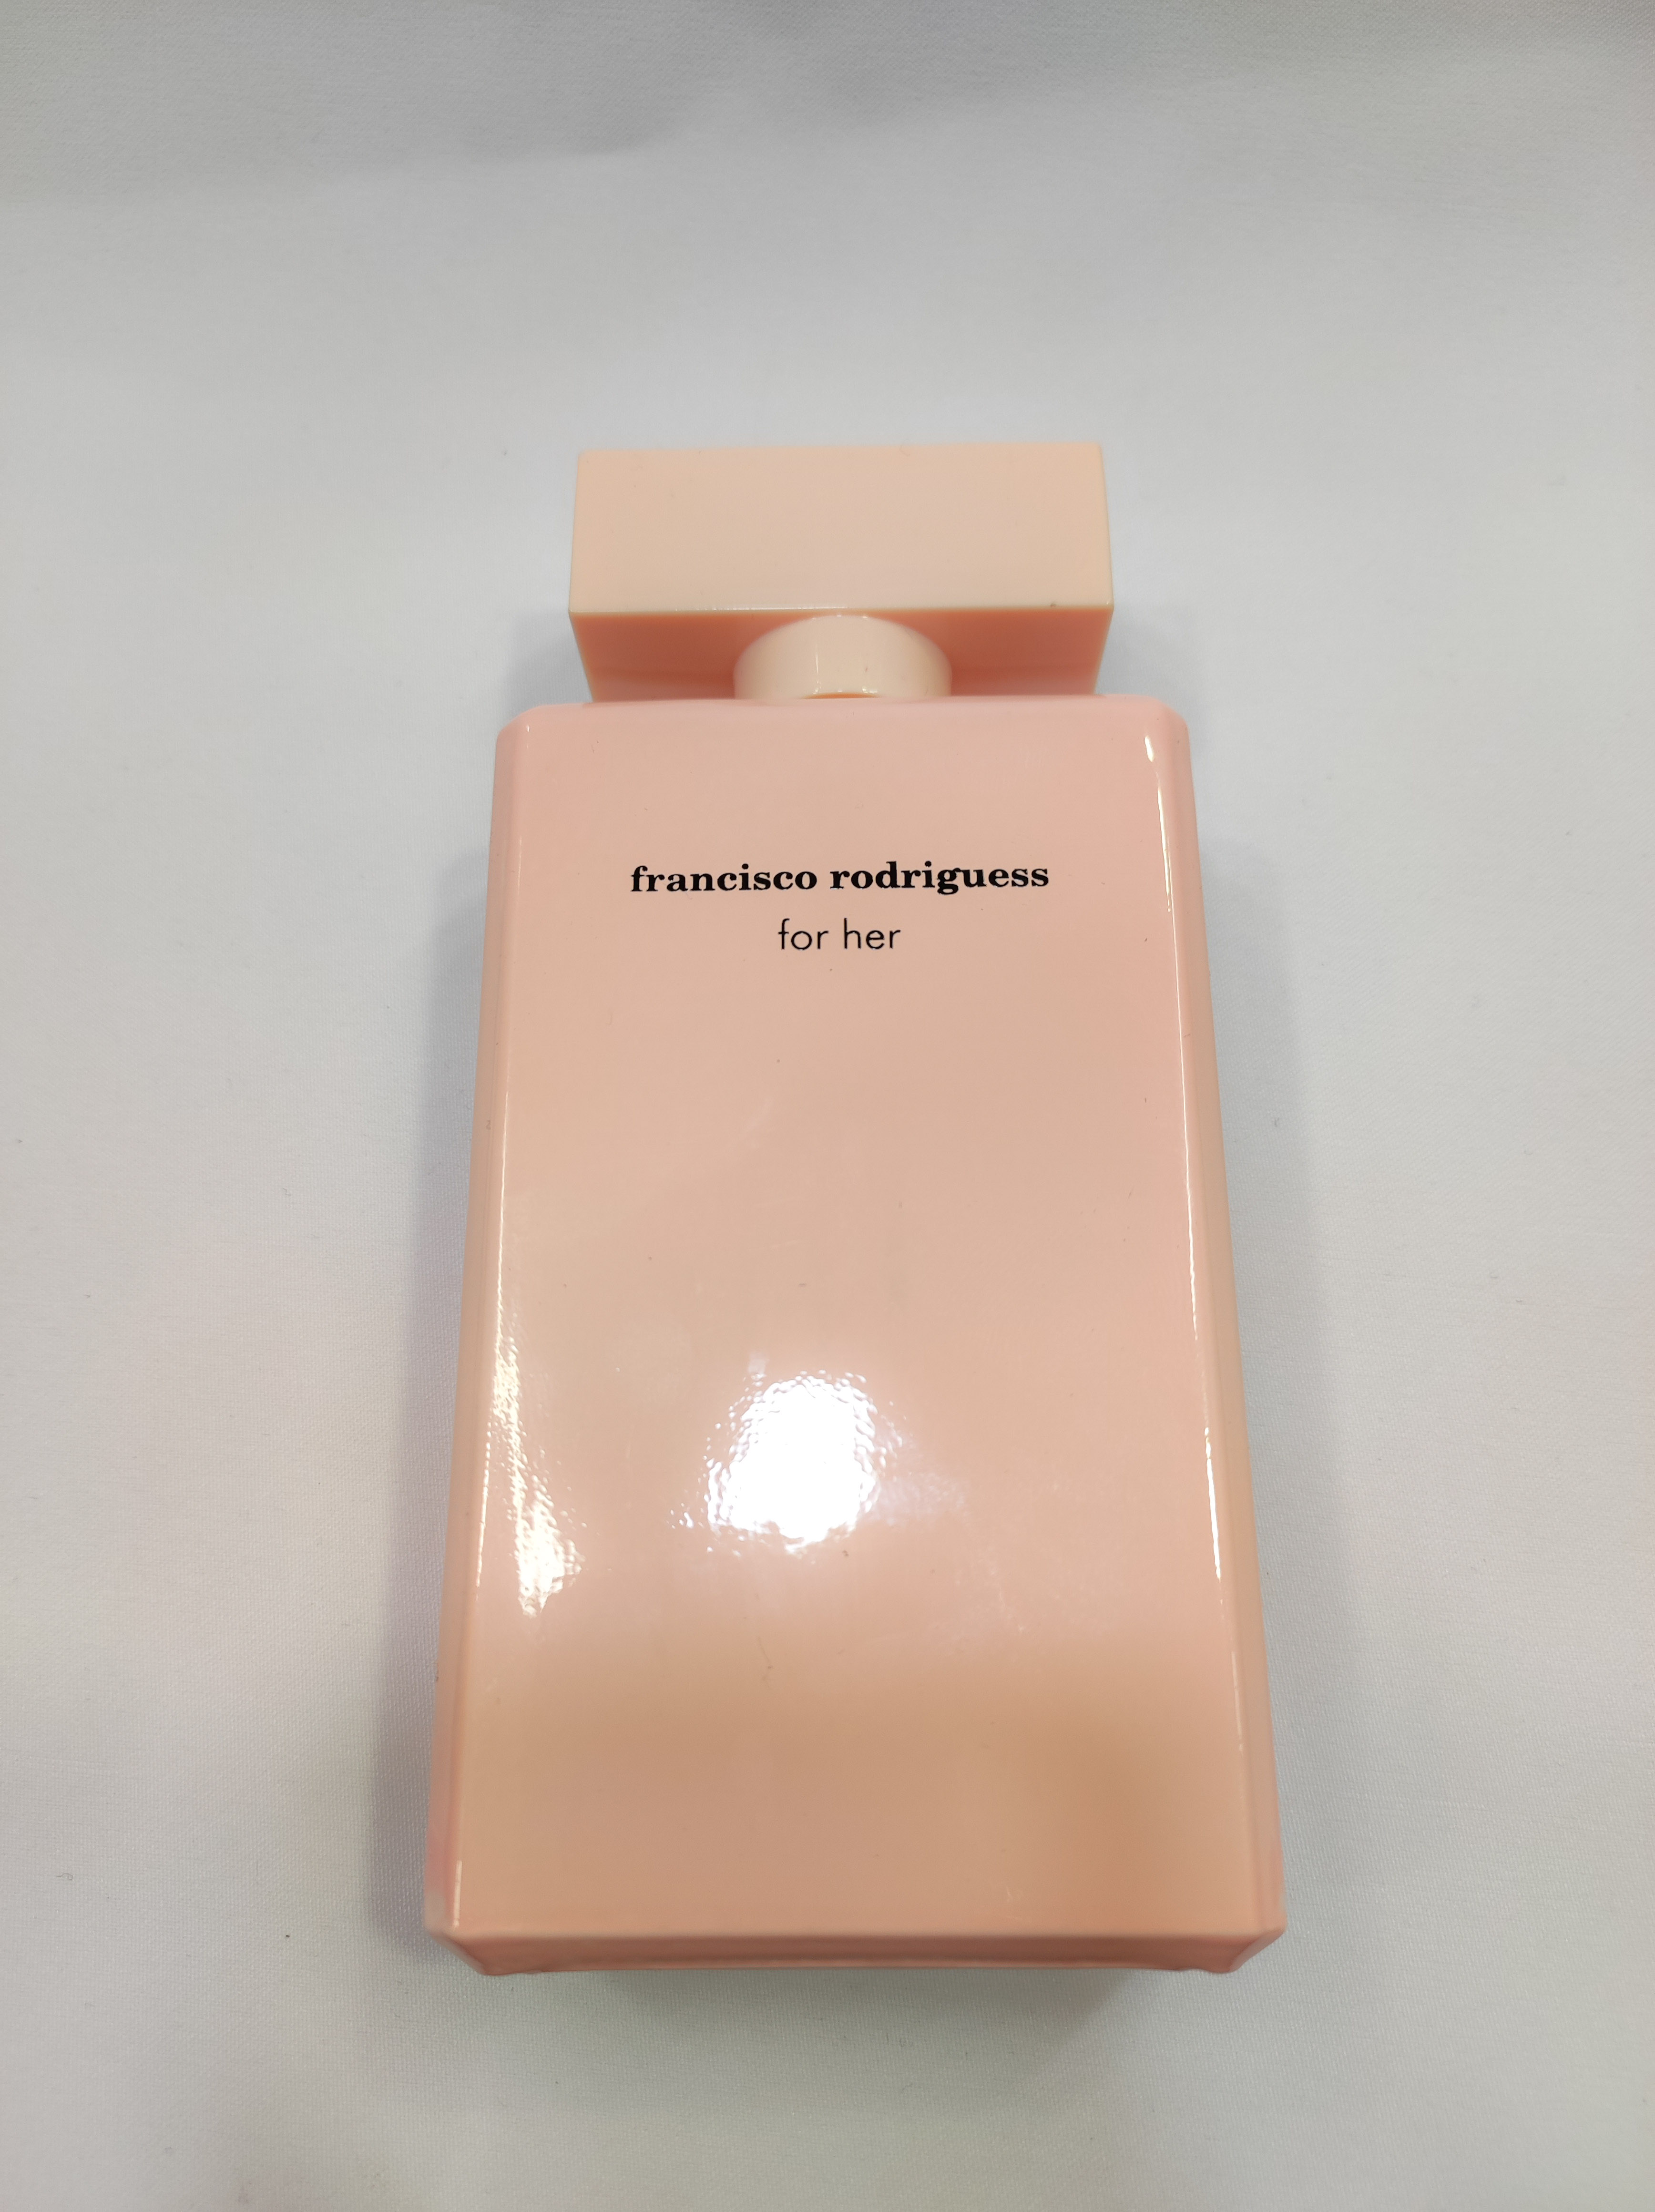 francisco rodriguess
for her